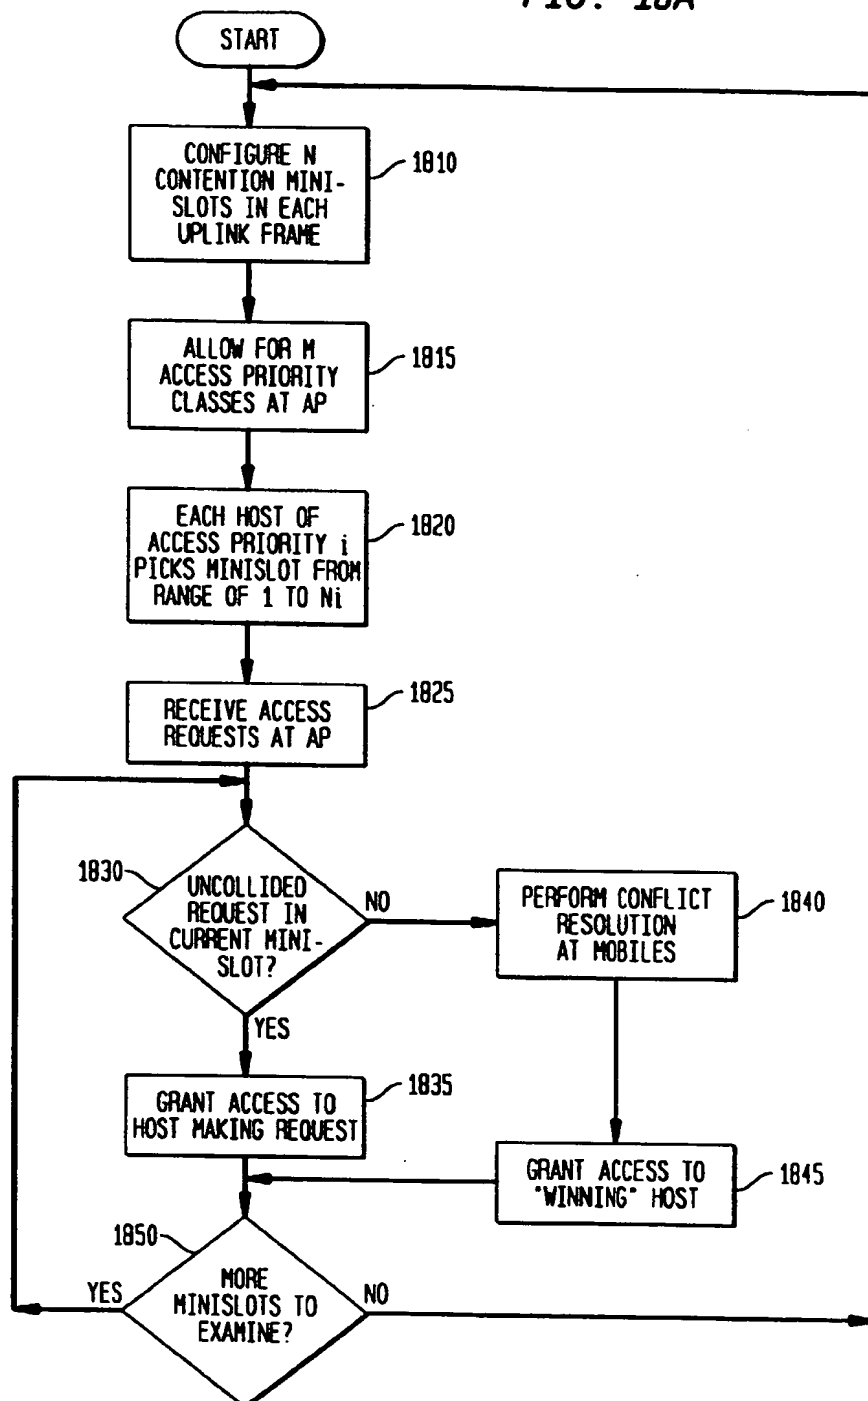 FIG. 18A
START
CONFIGURE N
CONTENTION MINI-
SLOTS IN EACH
UPLINK FRAME
1810
ALLOW FOR M
ACCESS PRIORITY
CLASSES AT AP
1815
EACH HOST OF
ACCESS PRIORITY i
PICKS MINISLOT FROM
RANGE OF 1 TO Ni
1820
RECEIVE ACCESS
REQUESTS AT AP
1825
1830
UNCOLLIDED
REQUEST IN
CURRENT MINI-
SLOT?
NO
YES
PERFORM CONFLICT
RESOLUTION
AT MOBILES
1840
GRANT ACCESS TO
HOST MAKING REQUEST
1835
GRANT ACCESS TO
"WINNING" HOST
1845
1850
MORE
MINISLOTS TO
EXAMINE?
YES
NO